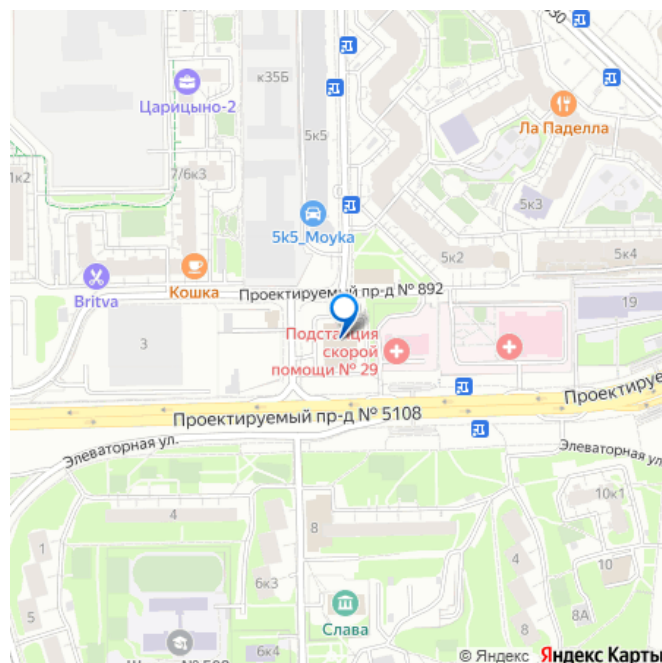 к35Б
Царицыно-2
5к5
530
Ла Паделла
1к2
7/6к3
5к3
5k5_Moyka
5к2
5к4
Britva
Кошка
Проектируемый пр-д № 892
19
3
Подстанция
скорой
помощи № 29
Проектируе
Проектируемый пр-д № 5108
Элеваторная ул.
Элеваторная ул.
4
8
10к1
1
4
10
6к3
5
8
8А
Слава
6к4
© Яндекс Яндекс Карты